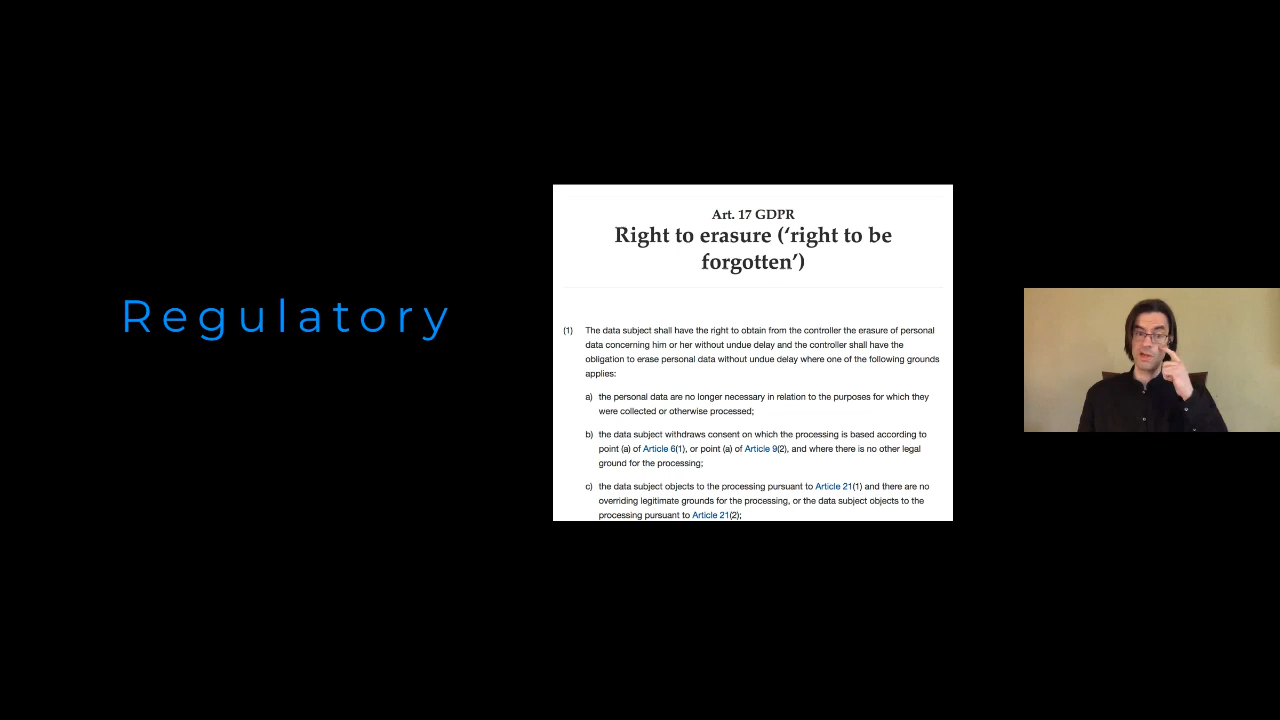 Regulatory
Art. 17 GDPR
Right to erasure (‘right to be
forgotten’)
(1) The data subject shall have the right to obtain from the controller the erasure of personal
data concerning him or her without undue delay and the controller shall have the
obligation to erase personal data without undue delay where one of the following grounds
applies:
a) the personal data are no longer necessary in relation to the purposes for which they
were collected or otherwise processed;
b) the data subject withdraws consent on which the processing is based according to
point (a) of Article 6(1), or point (a) of Article 9(2), and where there is no other legal
ground for the processing;
c) the data subject objects to the processing pursuant to Article 21(1) and there are no
overriding legitimate grounds for the processing, or the data subject objects to the
processing pursuant to Article 21(2);